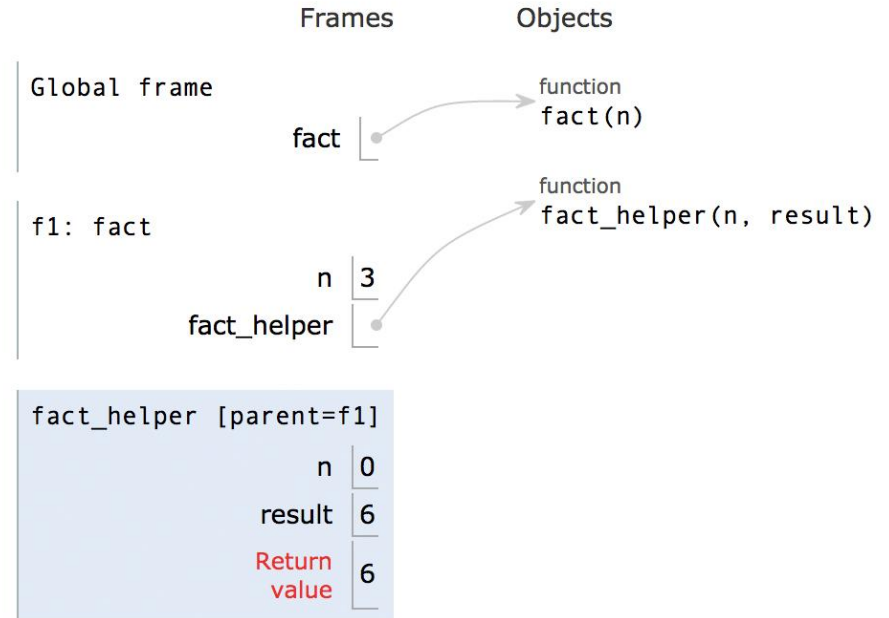 Frames Objects
Global frame
function
fact(n)
fact
function
fact_helper(n, result)
f1: fact
n 3
fact_helper
fact_helper [parent=f1]
n 0
result 6
Return
value 6